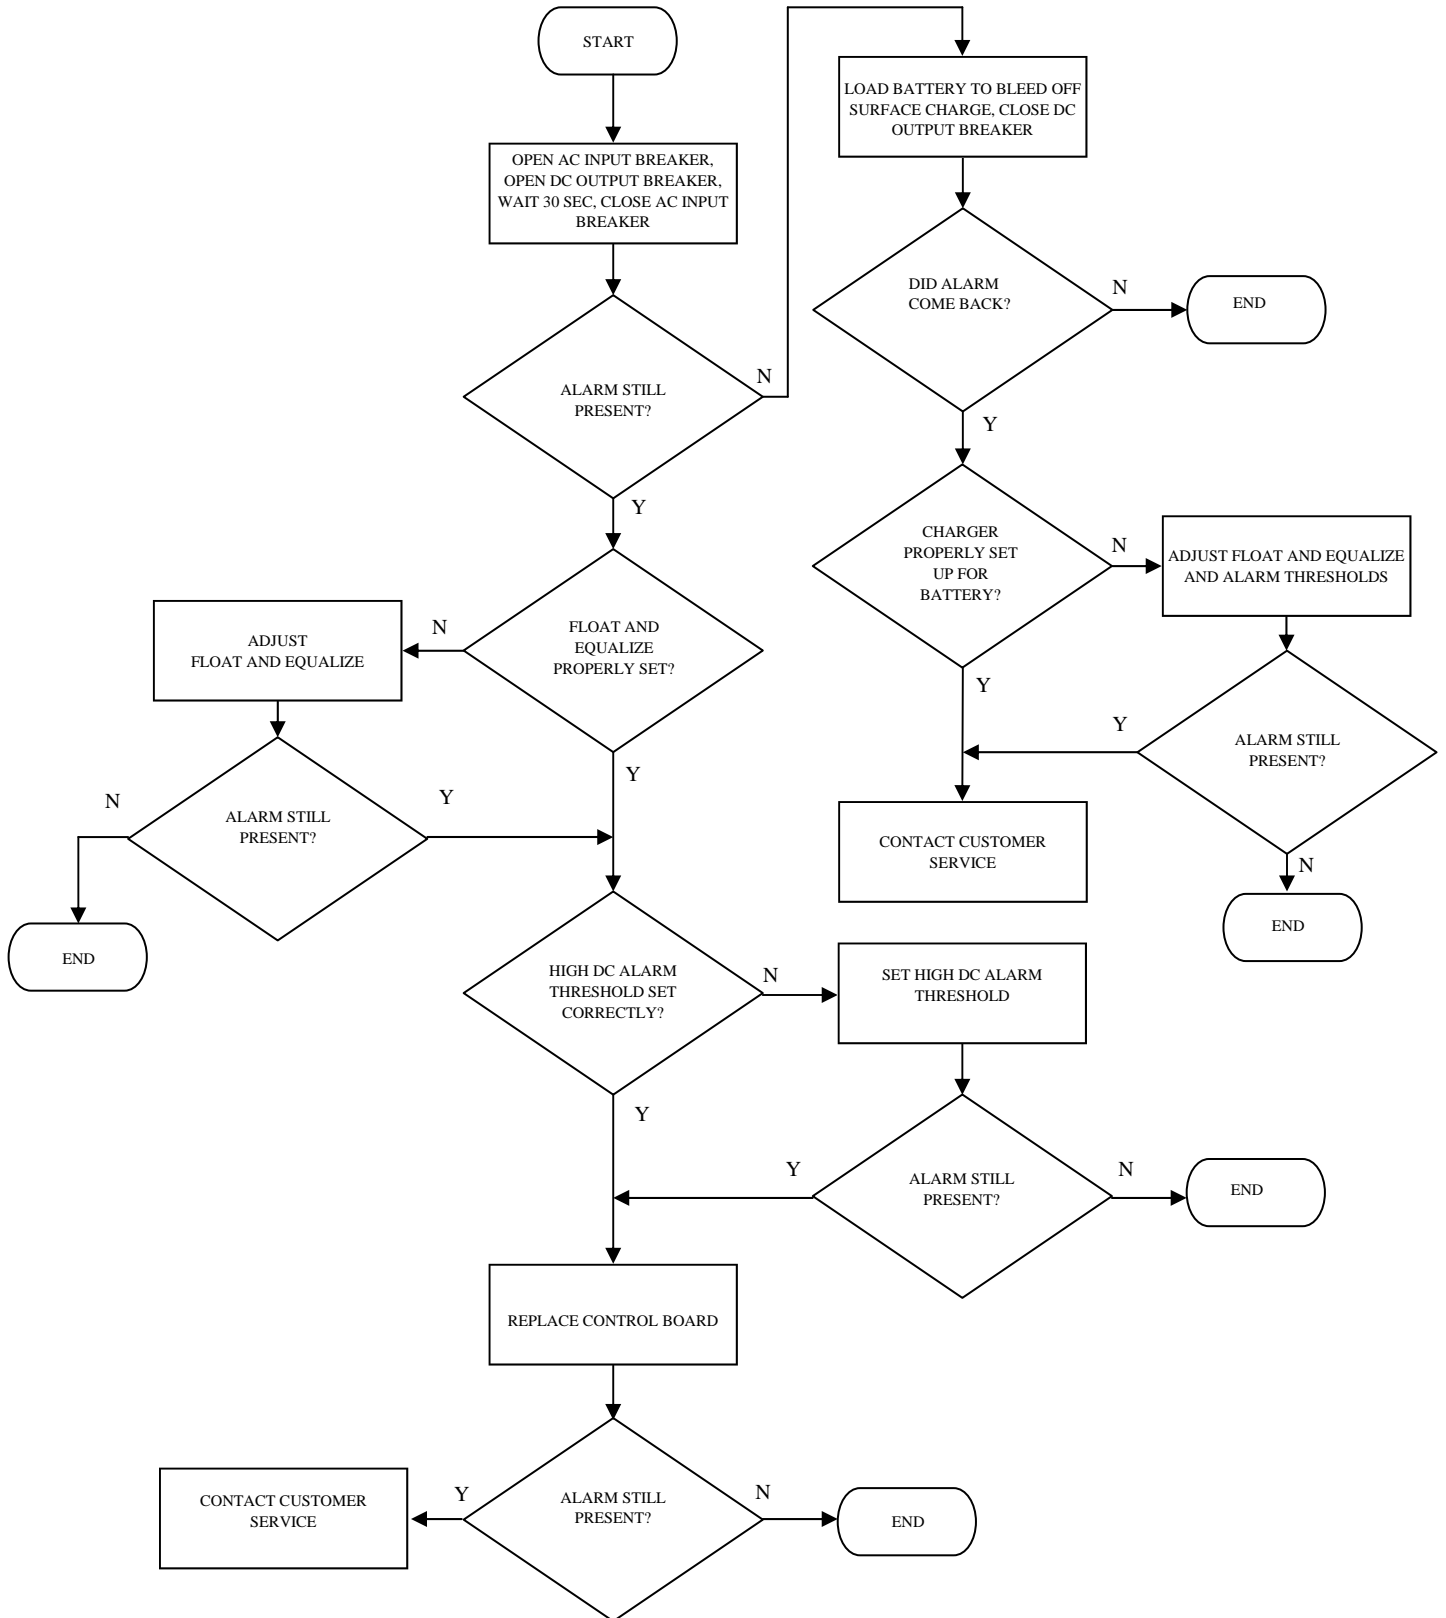 START
OPEN AC INPUT BREAKER,
OPEN DC OUTPUT BREAKER,
WAIT 30 SEC, CLOSE AC INPUT
BREAKER
ALARM STILL
PRESENT?
N
Y
LOAD BATTERY TO BLEED OFF
SURFACE CHARGE, CLOSE DC
OUTPUT BREAKER
DID ALARM
COME BACK?
N
END
Y
CHARGER
PROPERLY SET
UP FOR
BATTERY?
N
ADJUST FLOAT AND EQUALIZE
AND ALARM THRESHOLDS
Y
ALARM STILL
PRESENT?
Y
N
END
CONTACT CUSTOMER
SERVICE
FLOAT AND
EQUALIZE
PROPERLY SET?
N
ADJUST
FLOAT AND EQUALIZE
Y
ALARM STILL
PRESENT?
N
Y
END
HIGH DC ALARM
THRESHOLD SET
CORRECTLY?
N
SET HIGH DC ALARM
THRESHOLD
Y
ALARM STILL
PRESENT?
Y
N
END
REPLACE CONTROL BOARD
ALARM STILL
PRESENT?
Y
N
CONTACT CUSTOMER
SERVICE
END